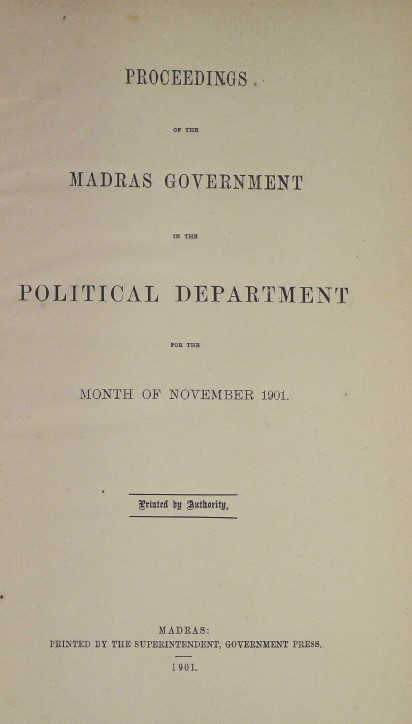 PROCEEDINGS
OF THE
MADRAS GOVERNMENT
IN THE
POLITICAL DEPARTMENT
FOR THE
MONTH OF NOVEMBER 1901.
Printed by Authority.
MADRAS:
PRINTED BY THE SUPERINTENDENT, GOVERNMENT PRESS.
1901.